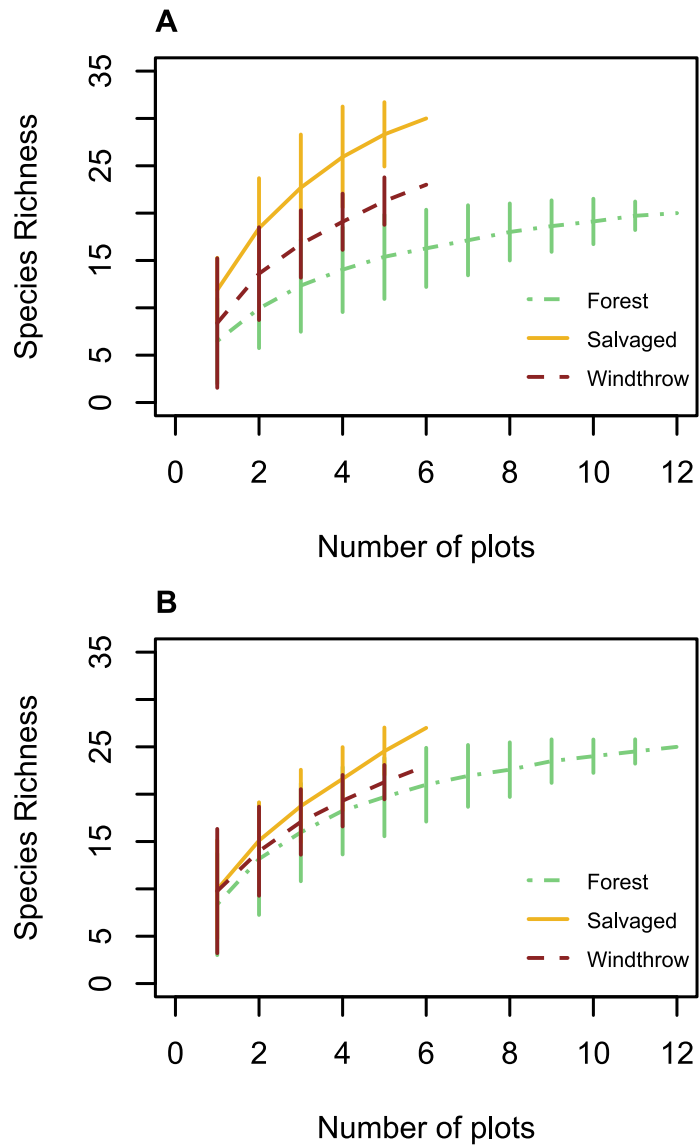 A
Species Richness
35
25
15
5
0
Forest
Salvaged
Windthrow
0 2 4 6 8 10 12
Number of plots
B
Species Richness
35
25
15
5
0
Forest
Salvaged
Windthrow
0 2 4 6 8 10 12
Number of plots